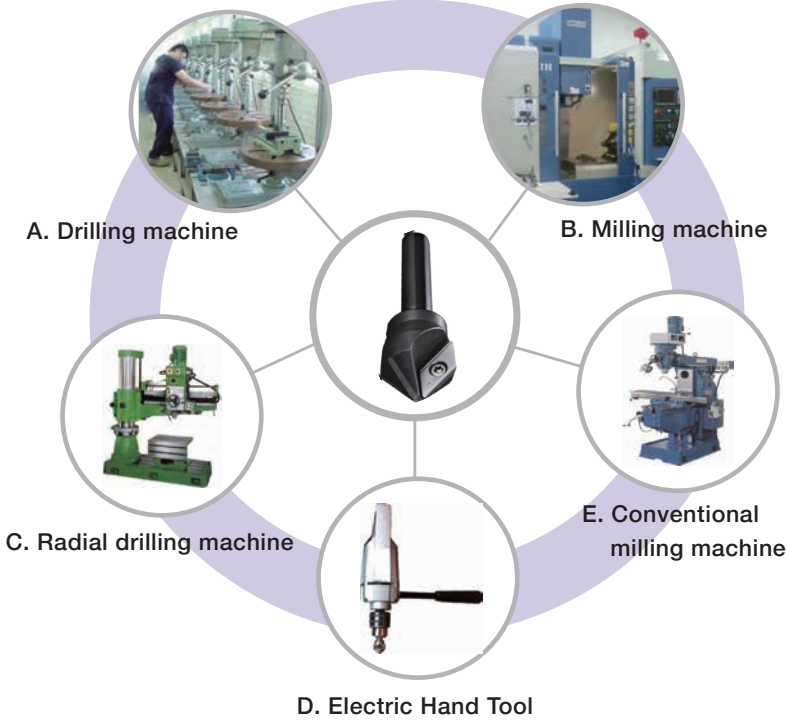 A. Drilling machine
B. Milling machine
C. Radial drilling machine
E. Conventional
milling machine
D. Electric Hand Tool